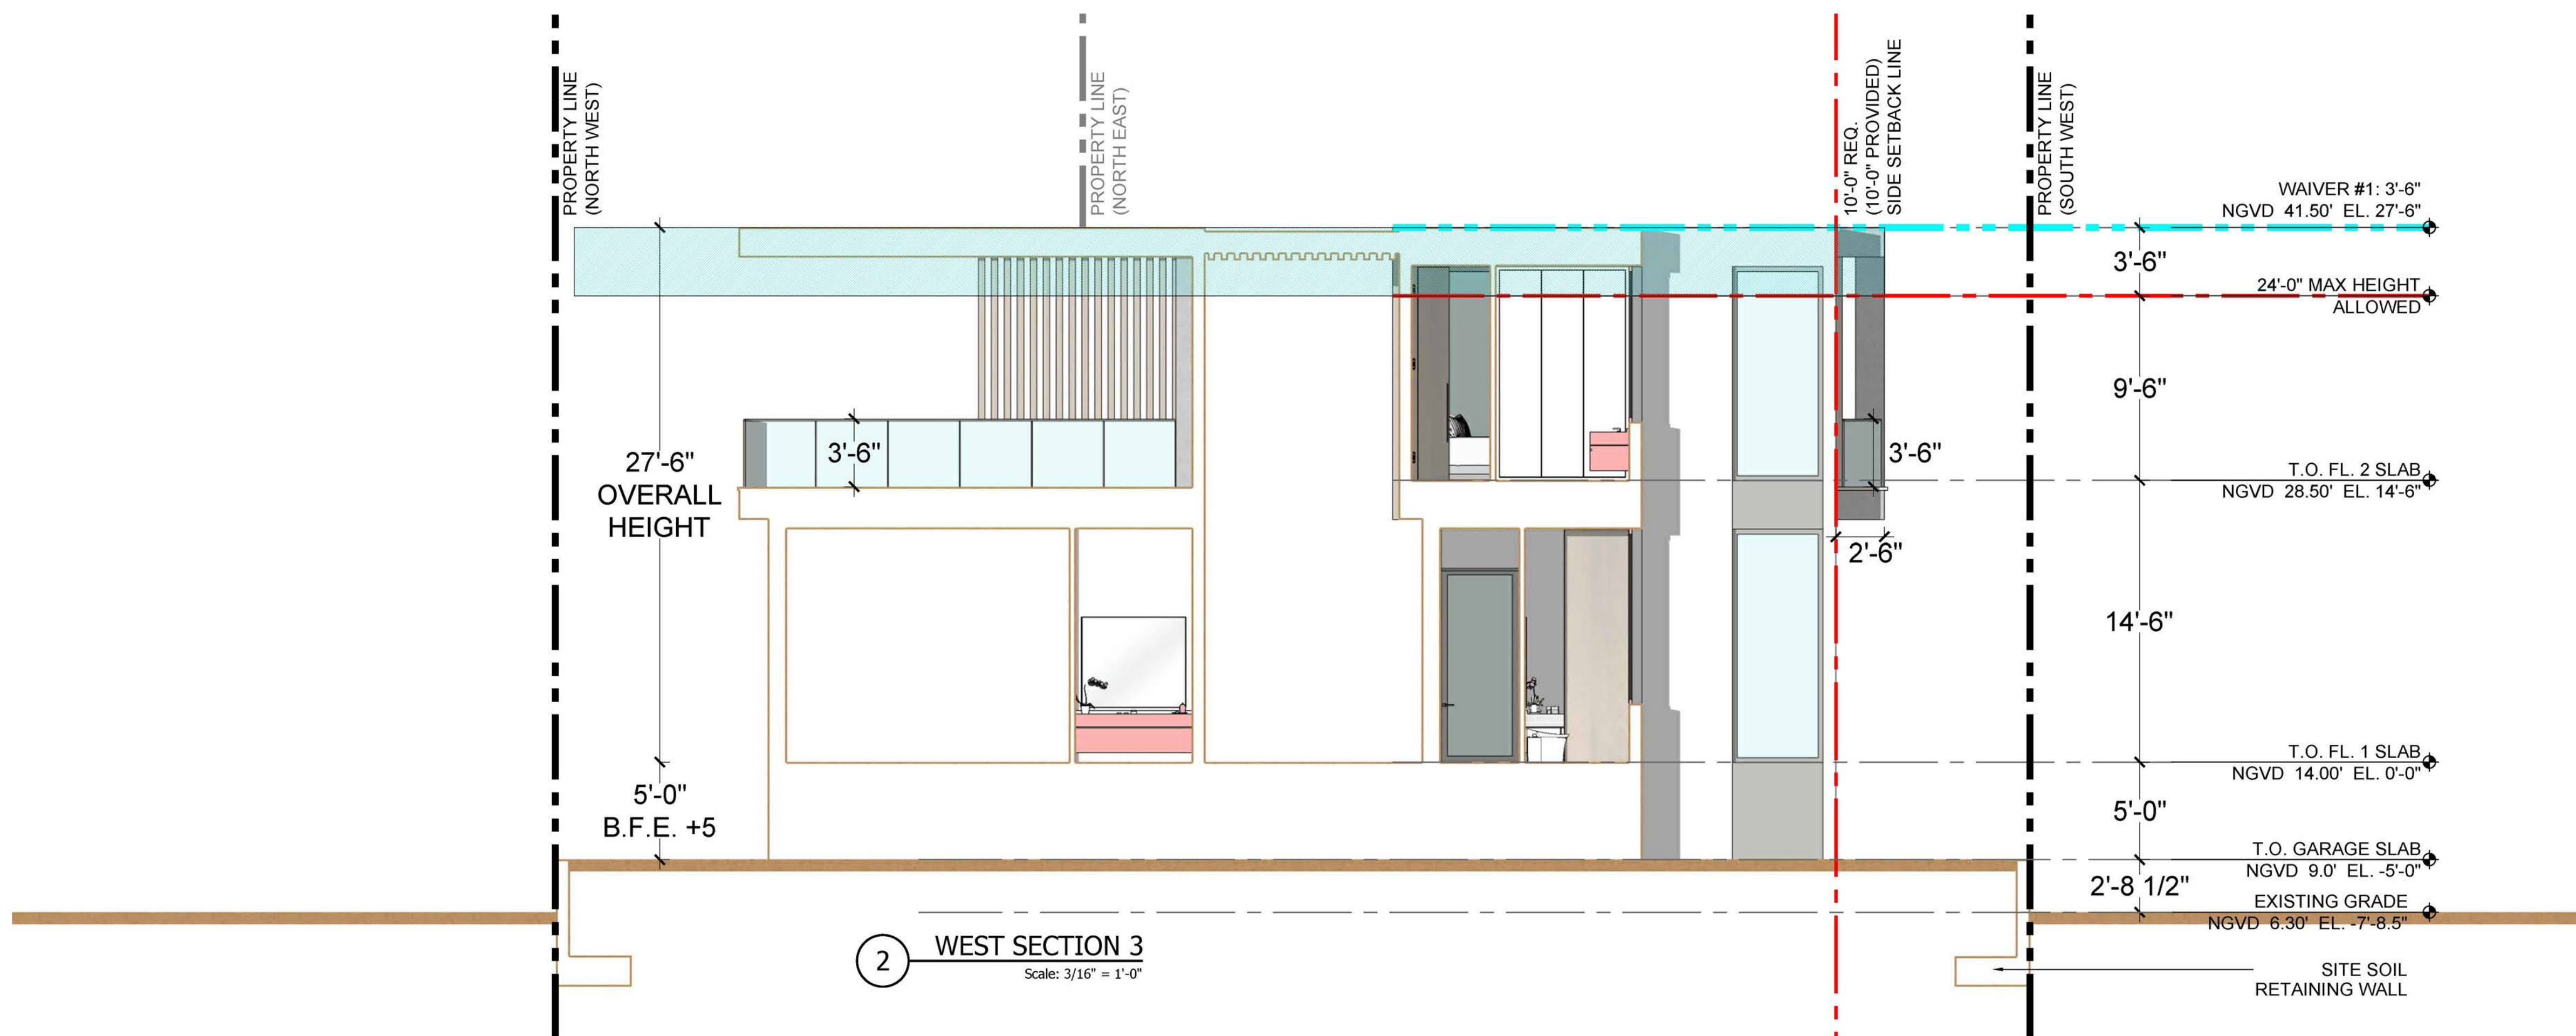 PROPERTY LINE
(NORTH WEST)
PROPERTY LINE
(NORTH EAST)
10'-0" REQ.
(10'-0" PROVIDED)
SIDE SETBACK LINE
PROPERTY LINE
(SOUTH WEST)
WAIVER #1: 3'-6"
NGVD 41.50' EL. 27'-6"
3'-6"
24'-0" MAX HEIGHT
ALLOWED
9'-6"
27'-6"
OVERALL
HEIGHT
3'-6"
3'-6"
T.O. FL. 2 SLAB
NGVD 28.50' EL. 14'-6"
2'-6"
14'-6"
T.O. FL. 1 SLAB
NGVD 14.00' EL. 0'-0"
5'-0"
B.F.E. +5
5'-0"
T.O. GARAGE SLAB
NGVD 9.0' EL. -5'-0"
2'-8 1/2"
EXISTING GRADE
NGVD 6.30' EL. -7'-8.5"
2
WEST SECTION 3
Scale: 3/16" = 1'-0"
SITE SOIL
RETAINING WALL